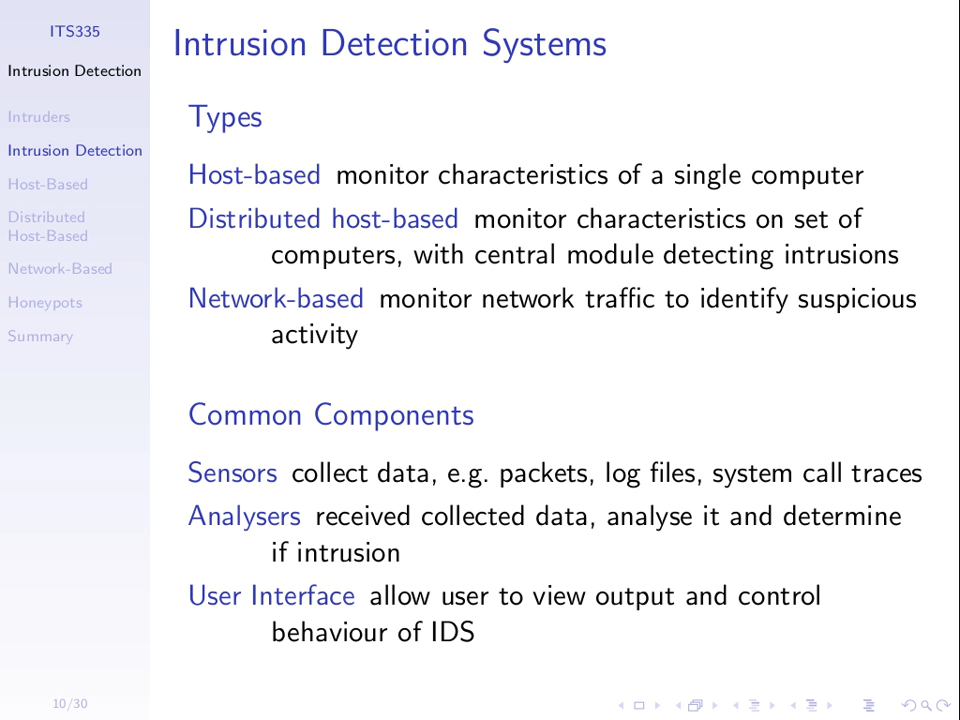 ITS335
Intrusion Detection
Intruders
Intrusion Detection
Host-Based
Distributed
Host-Based
Network-Based
Honeypots
Summary
10/30
Intrusion Detection Systems
Types
Host-based monitor characteristics of a single computer
Distributed host-based monitor characteristics on set of
computers, with central module detecting intrusions
Network-based monitor network traffic to identify suspicious
activity
Common Components
Sensors collect data, e.g. packets, log files, system call traces
Analysers received collected data, analyse it and determine
if intrusion
User Interface allow user to view output and control
behaviour of IDS